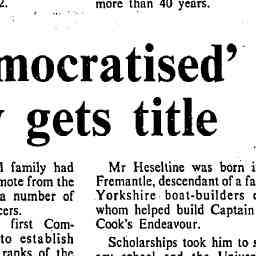 2.
more than 40 years.
mocratised'
gets title
family had
mote from the
a number of
cers.
first Com-
to establish
ranks of the
Mr Heseltine was born i
Fremantle, descendant of a fa
Yorkshire boat-builders
whom helped build Captain
Cook's Endeavour.
Scholarships took him to s
school and the Univer